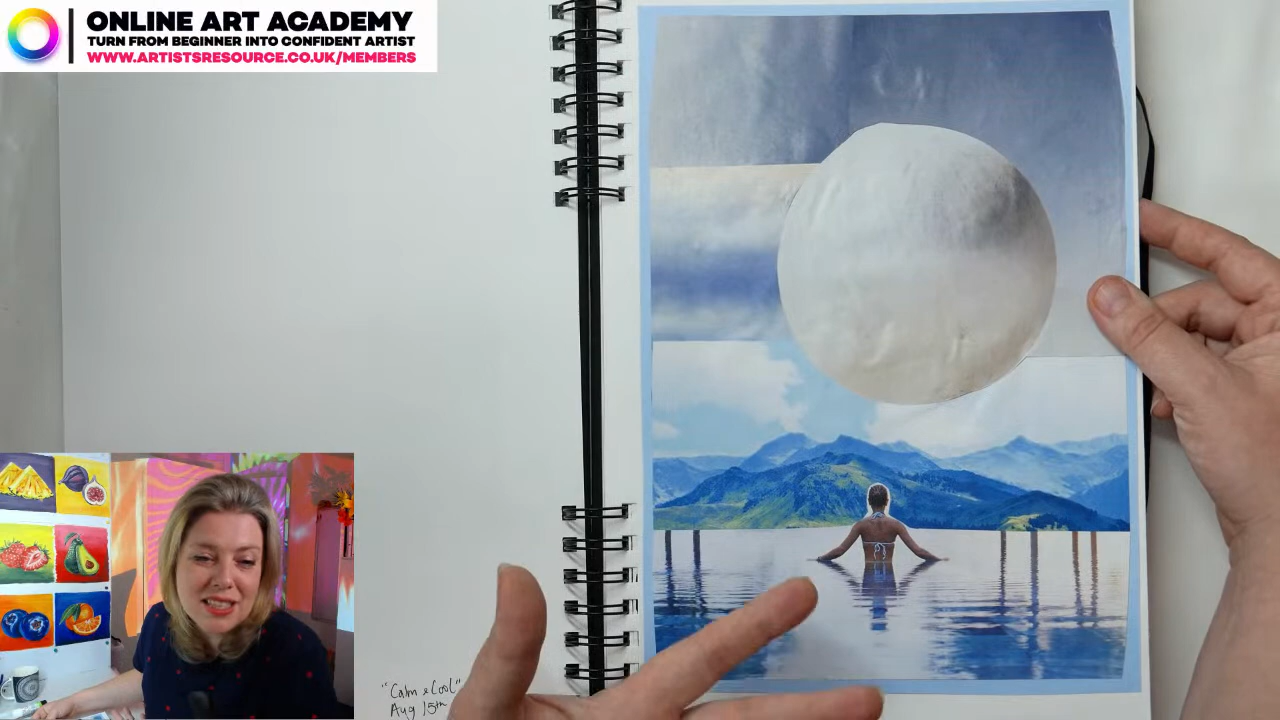 ONLINE ART ACADEMY
TURN FROM BEGINNER INTO CONFIDENT ARTIST
WWW.ARTISTSRESOURCE.CO.UK/MEMBERS
"Calm & Cool"
Aug 15th